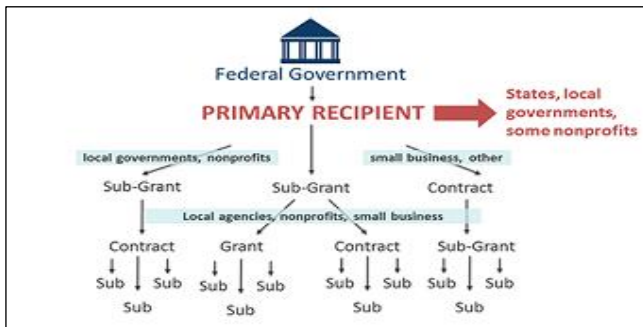 Federal Government
PRIMARY RECIPIENT
States, local
governments,
some nonprofits
local governments, nonprofits
small business, other
Sub-Grant
Sub-Grant
Contract
Local agencies, nonprofits, small business
Contract
Grant
Contract
Sub-Grant
Sub
Sub
Sub
Sub
Sub
Sub
Sub
Sub
Sub
Sub
Sub
Sub